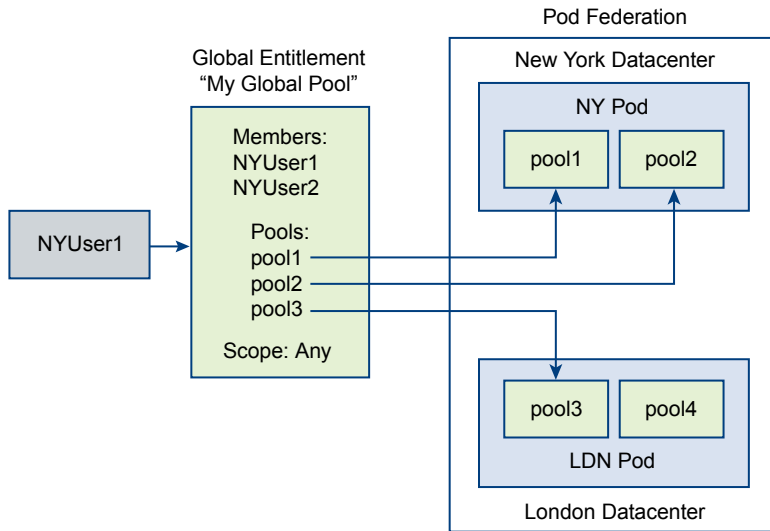 Pod Federation
Global Entitlement
“My Global Pool”
New York Datacenter
NY Pod
pool1
pool2
Members:
NYUser1
NYUser2
NYUser1
Pools:
pool1
pool2
pool3
Scope: Any
pool3
pool4
LDN Pod
London Datacenter